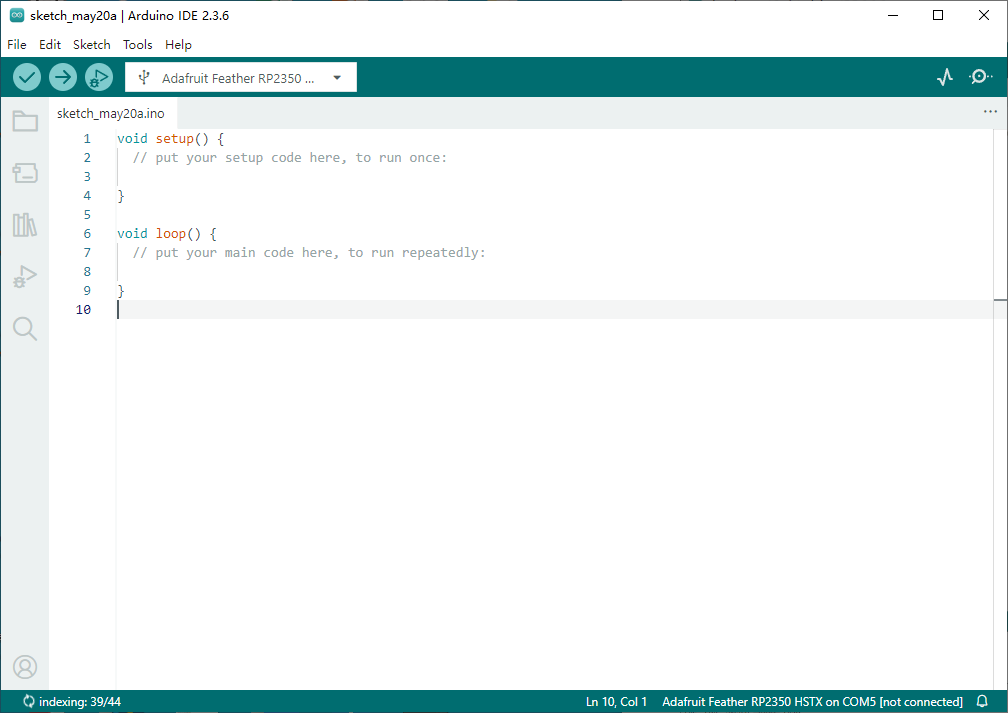 sketch_may20a | Arduino IDE 2.3.6
File Edit Sketch Tools Help
Adafruit Feather RP2350 ...
sketch_may20a.ino
1 void setup() {
2 // put your setup code here, to run once:
3
4 }
5
6 void loop() {
7 // put your main code here, to run repeatedly:
8
9 }
10
indexing: 39/44 Ln 10, Col 1 Adafruit Feather RP2350 HSTX on COM5 [not connected]